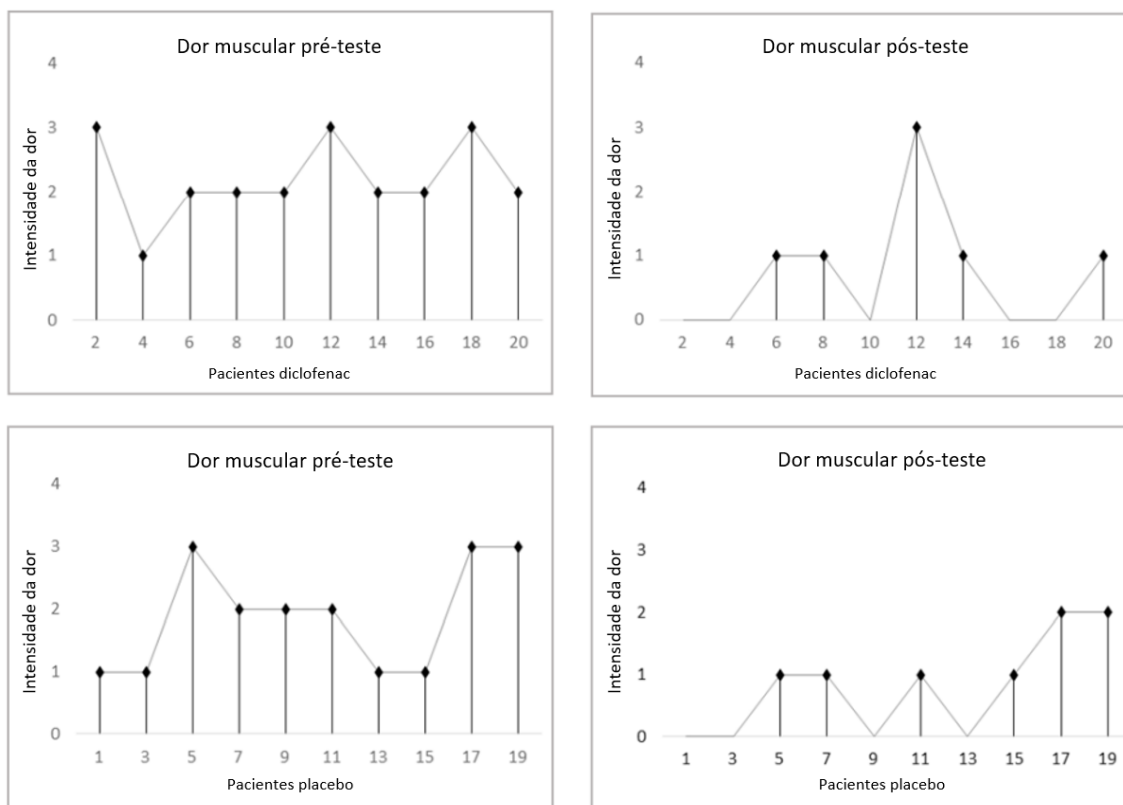 Dor muscular pré-teste
4
3
2
1
0
Intensidade da dor
2 4 6 8 10 12 14 16 18 20
Pacientes diclofenac
Dor muscular pós-teste
4
3
2
1
0
Intensidade da dor
2 4 6 8 10 12 14 16 18 20
Pacientes diclofenac
Dor muscular pré-teste
4
3
2
1
0
Intensidade da dor
1 3 5 7 9 11 13 15 17 19
Pacientes placebo
Dor muscular pós-teste
4
3
2
1
0
Intensidade da dor
1 3 5 7 9 11 13 15 17 19
Pacientes placebo